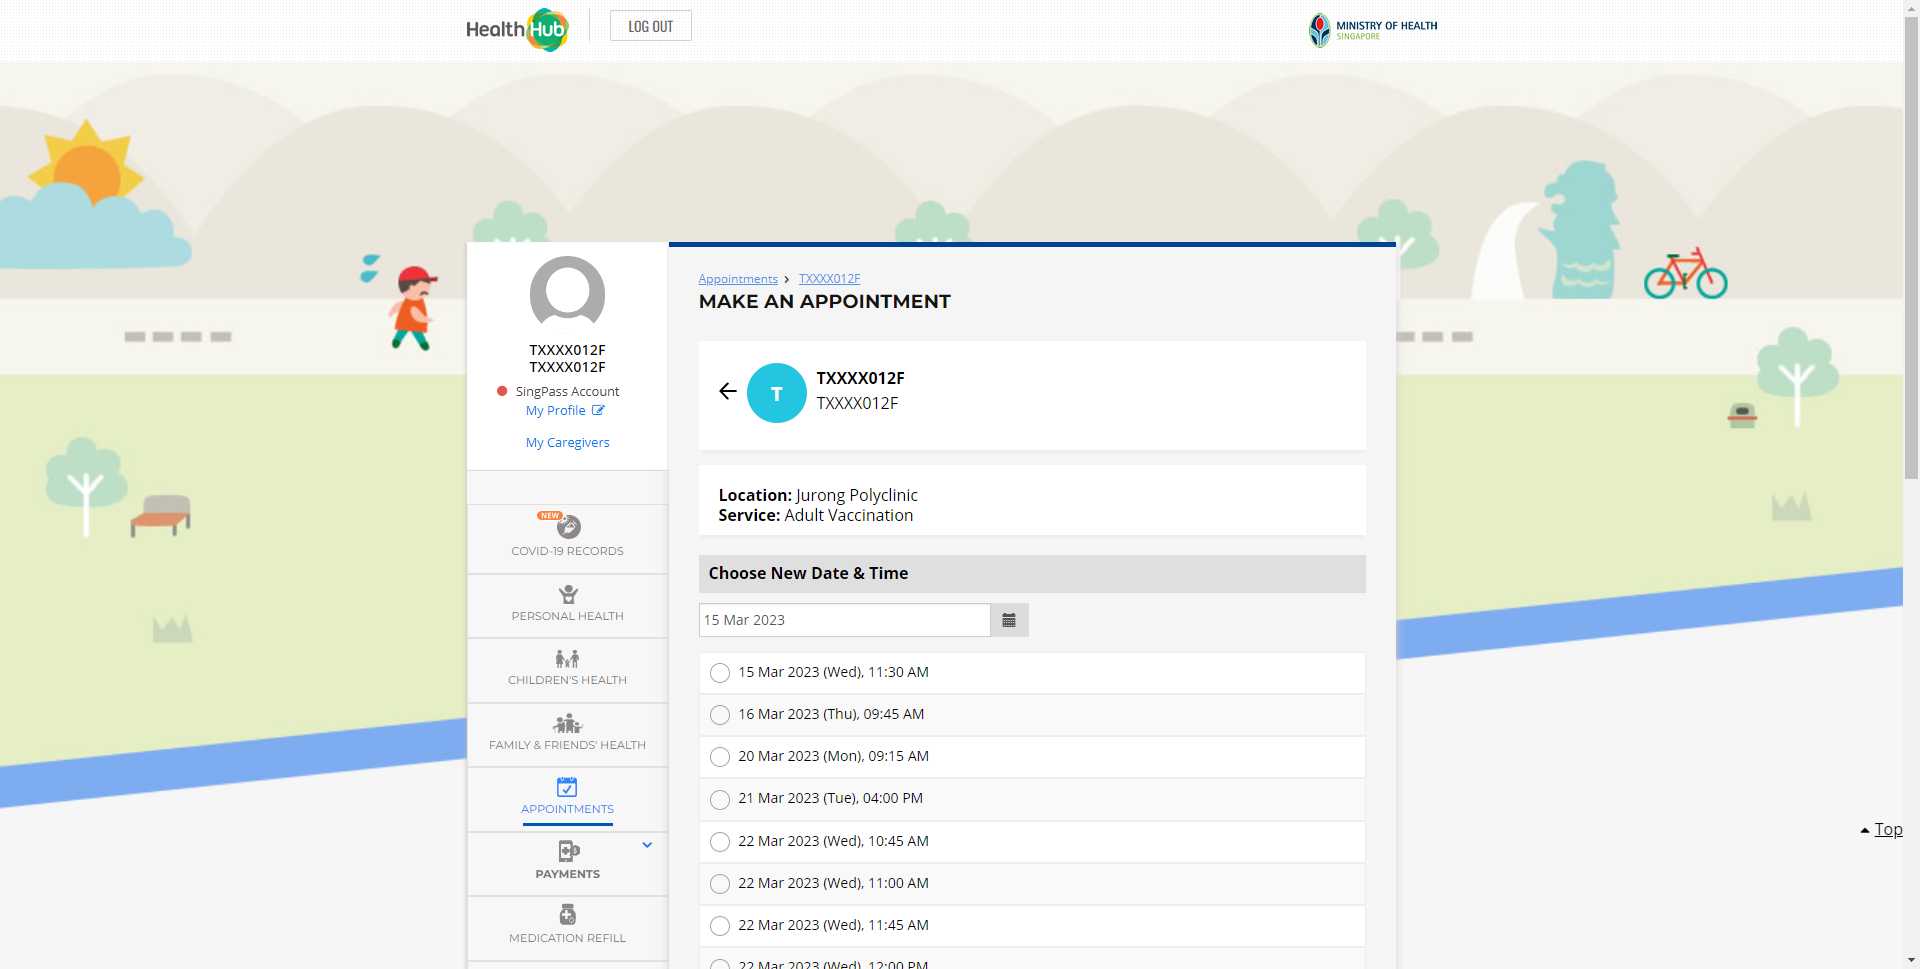 HealthHub
LOG OUT
MINISTRY OF HEALTH
SINGAPORE
TXXXX012F
TXXXX012F
SingPass Account
My Profile
My Caregivers
NEW
COVID-19 RECORDS
PERSONAL HEALTH
CHILDREN'S HEALTH
FAMILY & FRIENDS' HEALTH
APPOINTMENTS
PAYMENTS
MEDICATION REFILL
Appointments › TXXXX012F
MAKE AN APPOINTMENT
T
TXXXX012F
TXXXX012F
Location: Jurong Polyclinic
Service: Adult Vaccination
Choose New Date & Time
15 Mar 2023
15 Mar 2023 (Wed), 11:30 AM
16 Mar 2023 (Thu), 09:45 AM
20 Mar 2023 (Mon), 09:15 AM
21 Mar 2023 (Tue), 04:00 PM
22 Mar 2023 (Wed), 10:45 AM
22 Mar 2023 (Wed), 11:00 AM
22 Mar 2023 (Wed), 11:45 AM
22 Mar 2023 (Wed), 12:00 PM
Top